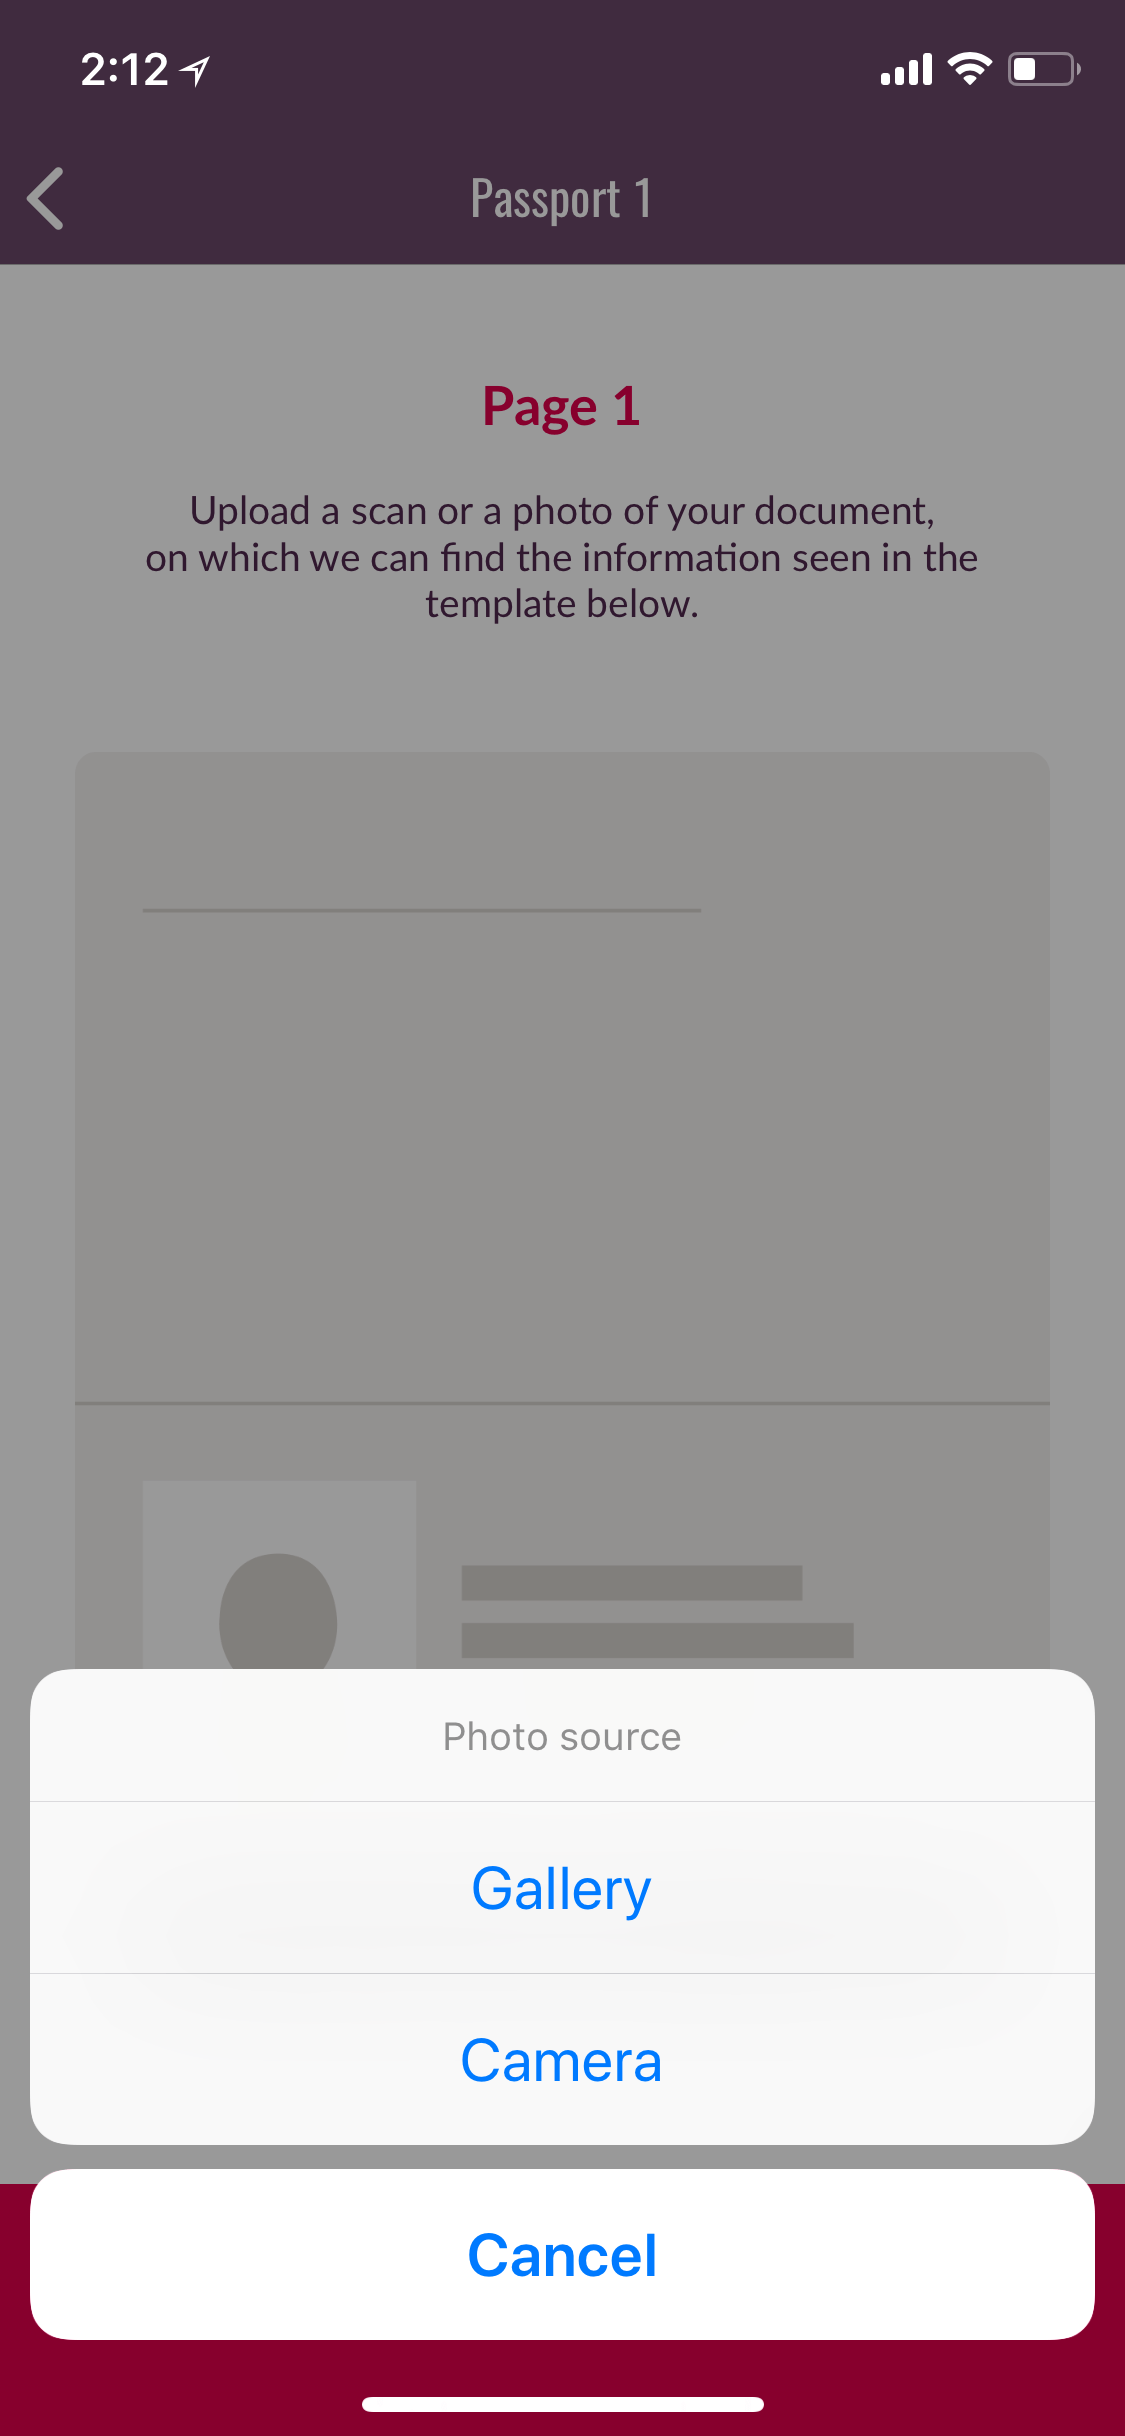 2:12
Passport 1
Page 1
Upload a scan or a photo of your document,
on which we can find the information seen in the
template below.
Photo source
Gallery
Camera
Cancel